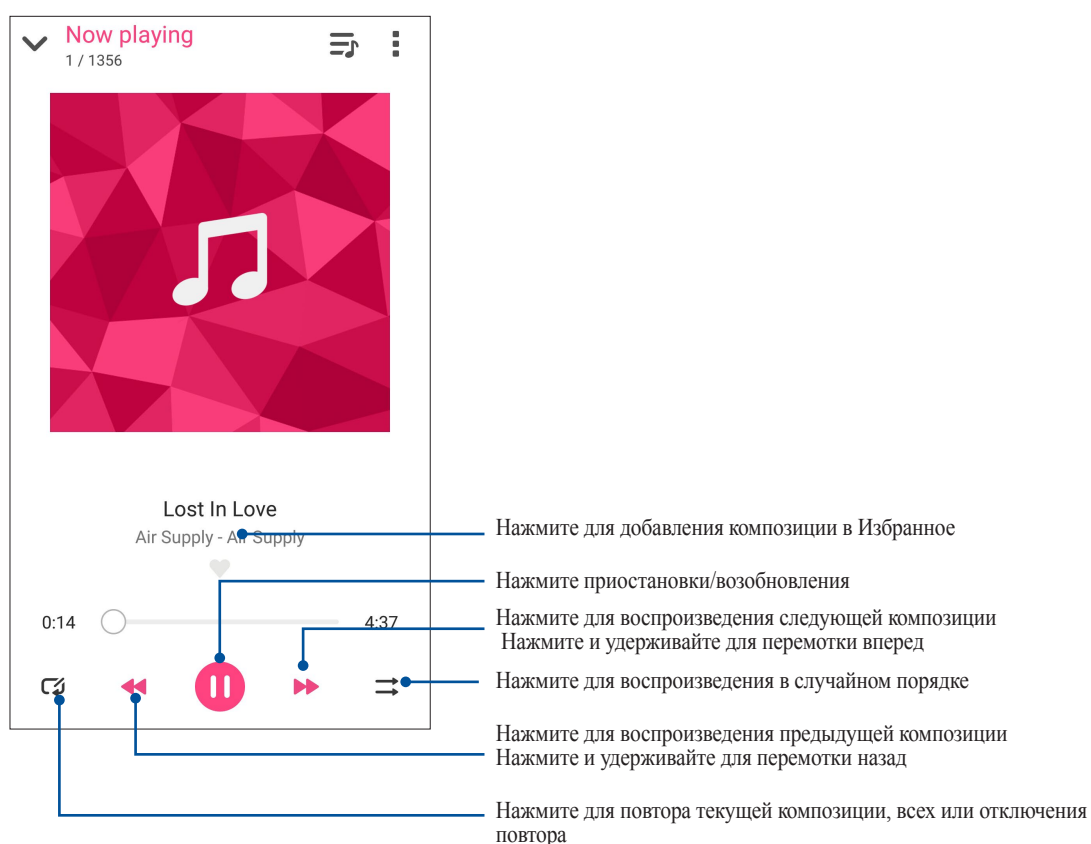 Now playing
1 / 1356
Lost In Love
Air Supply - Air Supply
0:14
4:37
Нажмите для добавления композиции в Избранное
Нажмите приостановки/возобновления
Нажмите для воспроизведения следующей композиции
Нажмите и удерживайте для перемотки вперед
Нажмите для воспроизведения в случайном порядке
Нажмите для воспроизведения предыдущей композиции
Нажмите и удерживайте для перемотки назад
Нажмите для повтора текущей композиции, всех или отключения
повтора